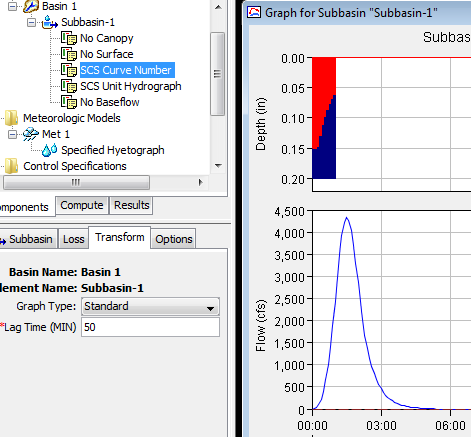 Basin 1
Subbasin-1
No Canopy
No Surface
SCS Curve Number
SCS Unit Hydrograph
No Baseflow
Meteorologic Models
Met 1
Specified Hyetograph
Control Specifications
omponents Compute Results
Subbasin Loss Transform Options
Basin Name: Basin 1
lement Name: Subbasin-1
Graph Type: Standard
*Lag Time (MIN) 50
Graph for Subbasin "Subbasin-1"
Subbas
0.00
0.05
0.10
0.15
0.20
Depth (in)
4,500
4,000
3,500
3,000
2,500
2,000
1,500
1,000
500
0
Flow (cfs)
00:00 03:00 06:00